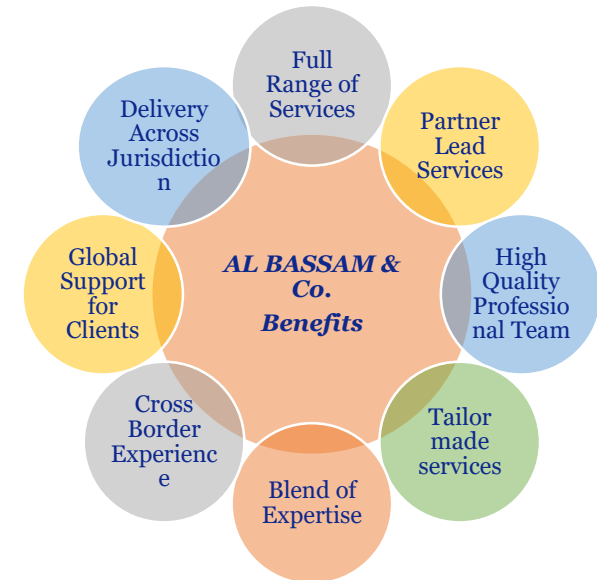 Full
Range of
Services
Partner
Lead
Services
High
Quality
Professio
nal Team
Tailor
made
services
Blend of
Expertise
Cross
Border
Experienc
e
Global
Support
for
Clients
Delivery
Across
Jurisdictio
n
AL BASSAM &
Co.
Benefits